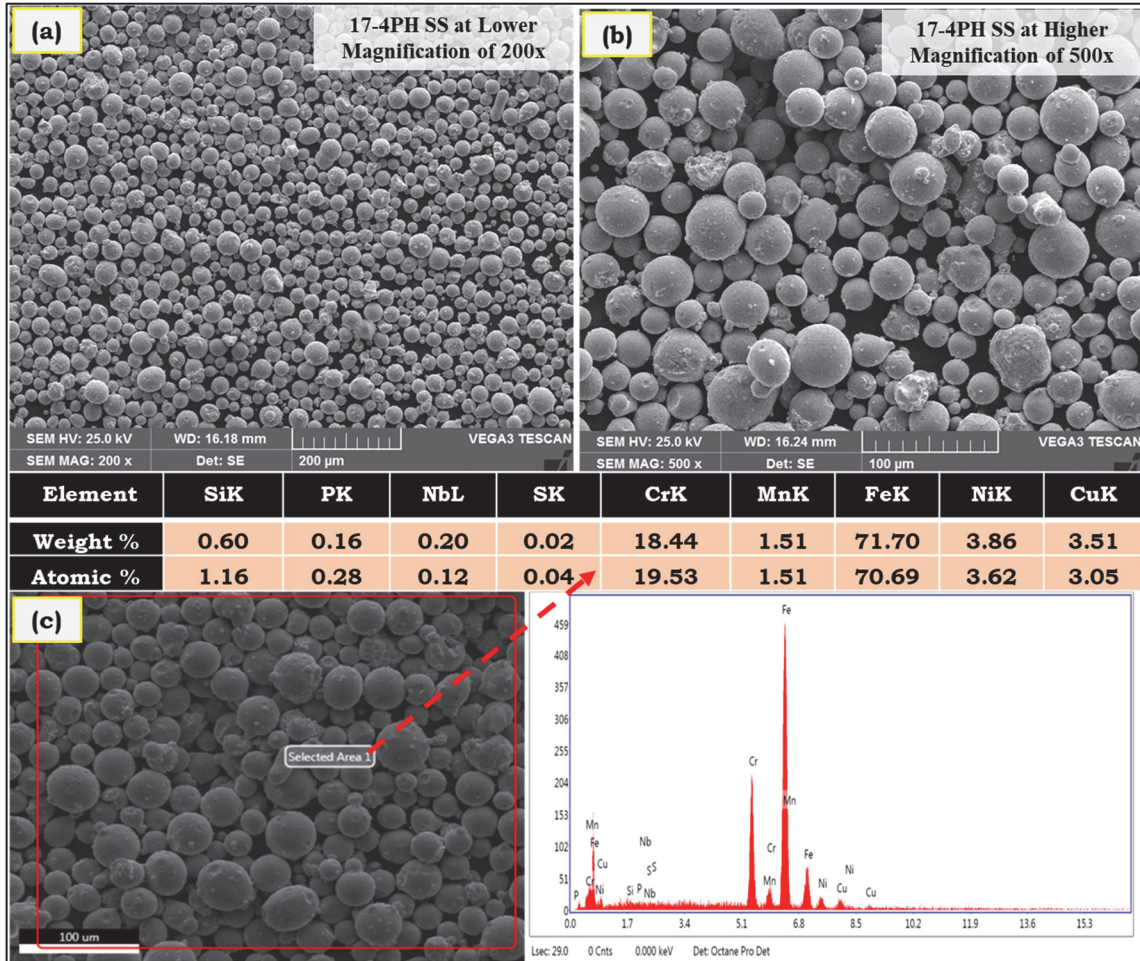 (a)
17-4PH SS at Lower
Magnification of 200x
(b)
17-4PH SS at Higher
Magnification of 500x
SEM HV: 25.0 kV WD: 16.18 mm VEGA3 TESCAN
SEM MAG: 200 x Det: SE 200 µm
SEM HV: 25.0 kV WD: 16.24 mm VEGA3 TESCAN
SEM MAG: 500 x Det: SE 100 µm
Element SiK PK NbL SK CrK MnK FeK NiK CuK
Weight % 0.60 0.16 0.20 0.02 18.44 1.51 71.70 3.86 3.51
Atomic % 1.16 0.28 0.12 0.04 19.53 1.51 70.69 3.62 3.05
(c)
Selected Area 1
100 um
459
408
357
306
255
204
153
102
51
0
Fe
Cr
Mn
Mn
Fe
Cu
Cr
Ni
P
Nb
S
S
Si
P
Nb
Cr
Mn
Fe
Ni
Ni
Cu
Cu
0.0 1.7 3.4 5.1 6.8 8.5 10.2 11.9 13.6 15.3
Lsec: 29.0 0 Cnts 0.000 keV Det: Octane Pro Det